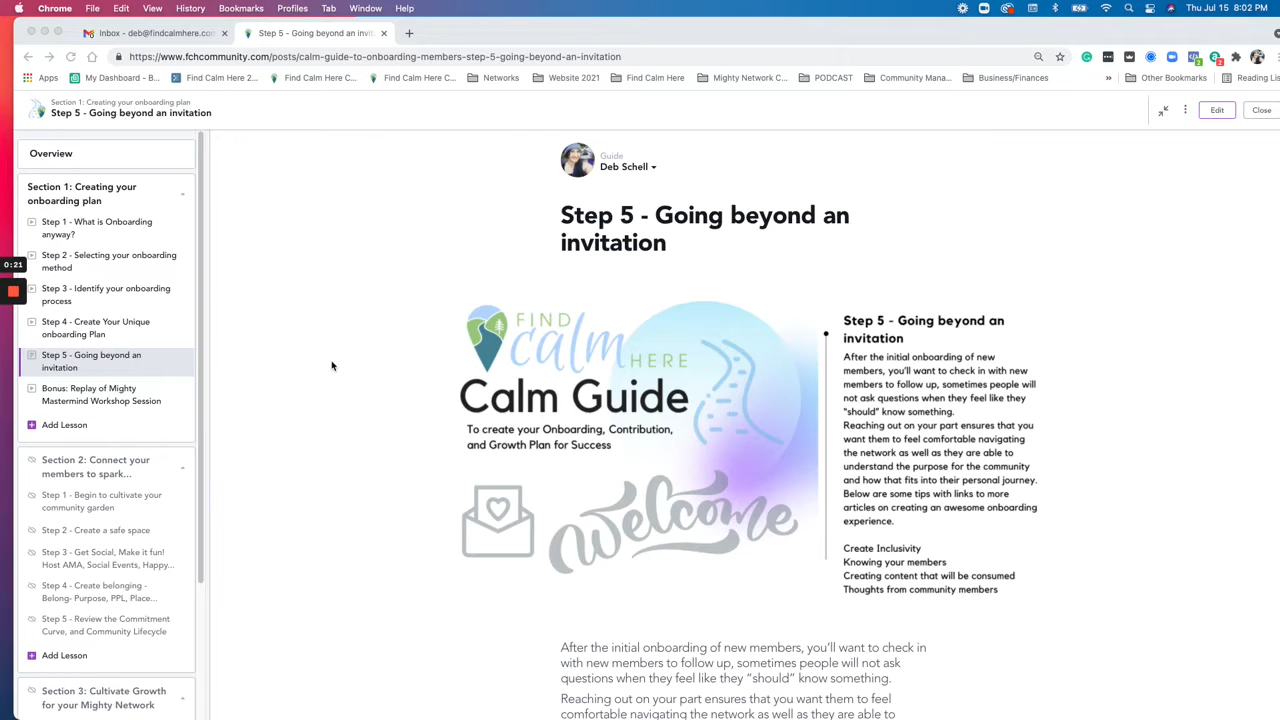 Chrome File Edit View History Bookmarks Profiles Tab Window Help Thu Jul 15 8:02 PM
Inbox - deb@findcalmhere.com Step 5 - Going beyond an invit
https://www.fchcommunity.com/posts/calm-guide-to-onboarding-members-step-5-going-beyond-an-invitation
Apps My Dashboard - B... Find Calm Here 2... Find Calm Here C... Find Calm Here C... Networks Website 2021 Find Calm Here Mighty Network C... PODCAST Community Mana... Business/Finances » Other Bookmarks Reading Lis
Section 1: Creating your onboarding plan
Step 5 - Going beyond an invitation
Edit
Close
Overview
Section 1: Creating your
onboarding plan
Step 1 - What is Onboarding
anyway?
Step 2 - Selecting your onboarding
method
0:21
Step 3 - Identify your onboarding
process
Step 4 - Create Your Unique
onboarding Plan
Step 5 - Going beyond an
invitation
Bonus: Replay of Mighty
Mastermind Workshop Session
Add Lesson
Section 2: Connect your
members to spark...
Step 1 - Begin to cultivate your
community garden
Step 2 - Create a safe space
Step 3 - Get Social, Make it fun!
Host AMA, Social Events, Happy...
Step 4 - Create belonging -
Belong- Purpose, PPL, Place...
Step 5 - Review the Commitment
Curve, and Community Lifecycle
Add Lesson
Section 3: Cultivate Growth
for your Mighty Network
Guide
Deb Schell
Step 5 - Going beyond an
invitation
FIND
calm HERE
Calm Guide
To create your Onboarding, Contribution,
and Growth Plan for Success
welcome
Step 5 - Going beyond an
invitation
After the initial onboarding of new
members, you'll want to check in with new
members to follow up, sometimes people will
not ask questions when they feel like they
"should" know something.
Reaching out on your part ensures that you
want them to feel comfortable navigating
the network as well as they are able to
understand the purpose for the community
and how that fits into their personal journey.
Below are some tips with links to more
articles on creating an awesome onboarding
experience.
Create Inclusivity
Knowing your members
Creating content that will be consumed
Thoughts from community members
After the initial onboarding of new members, you'll want to check in
with new members to follow up, sometimes people will not ask
questions when they feel like they "should" know something.
Reaching out on your part ensures that you want them to feel
comfortable navigating the network as well as they are able to